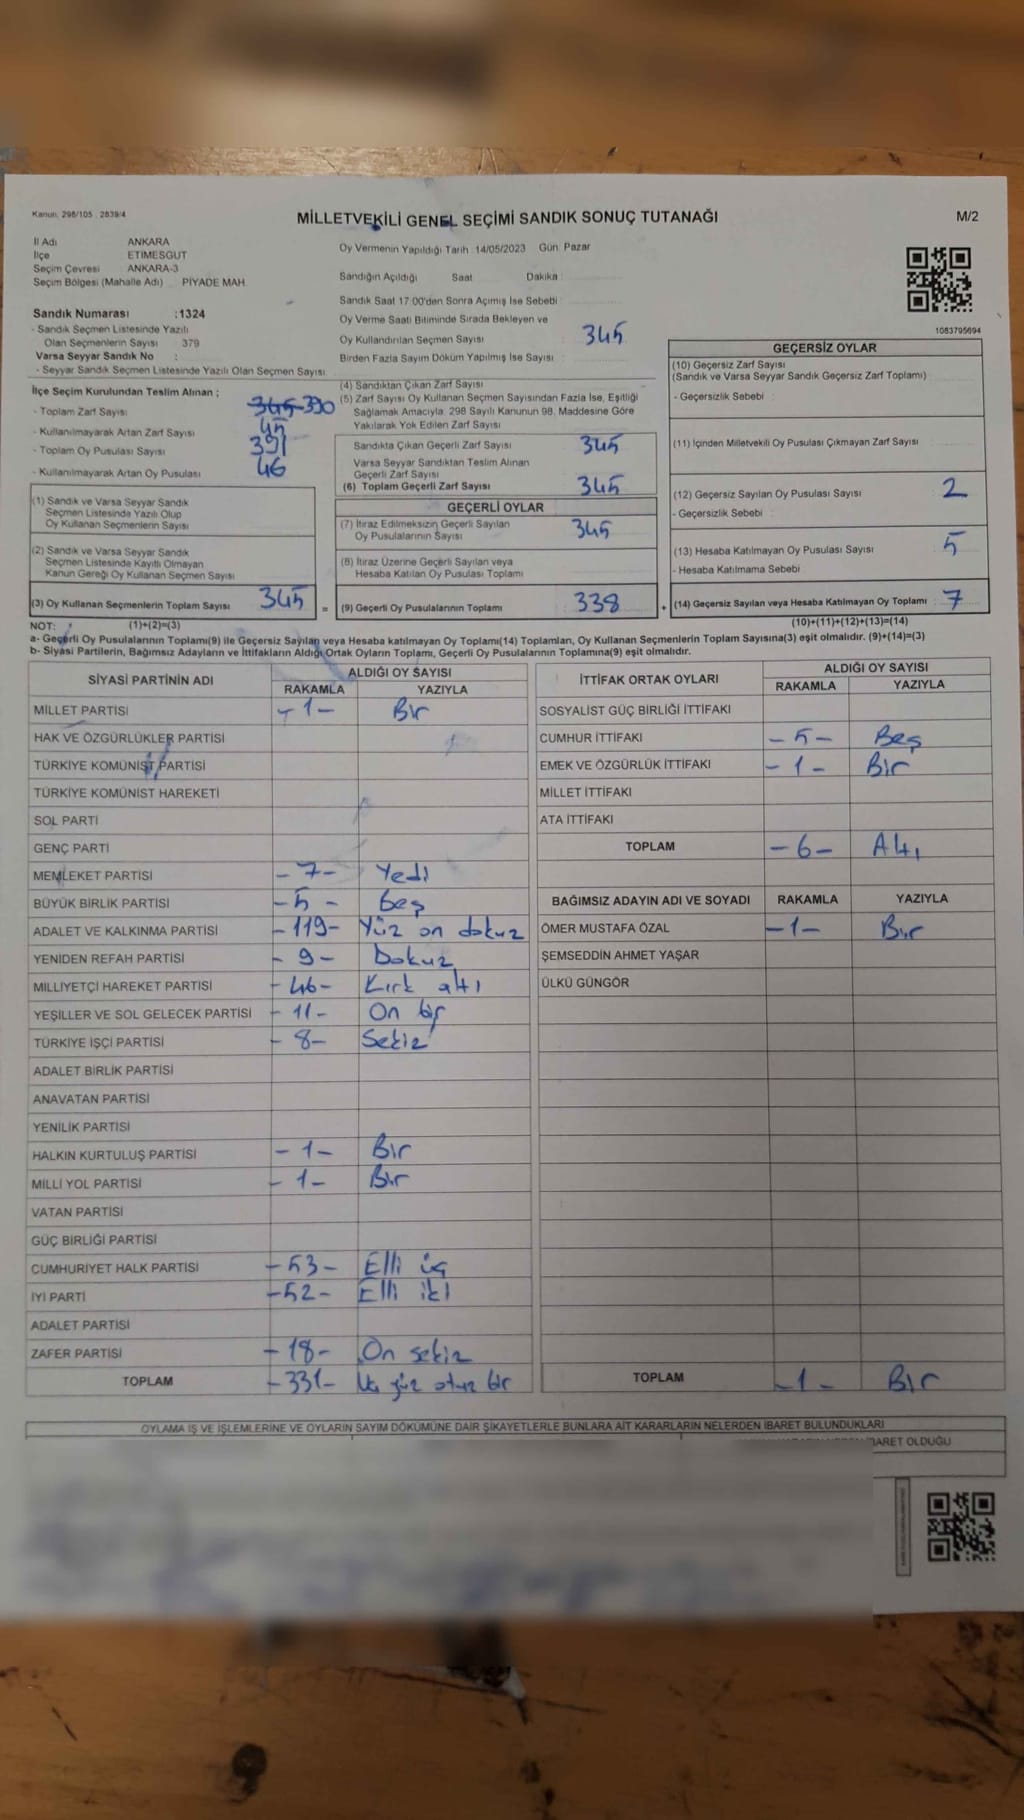 Kanun. 298/105 2839/4
MİLLETVEKİLİ GENEL SEÇİMİ SANDIK SONUÇ TUTANAĞI
M/2
İl Adı ANKARA
İlçe ETİMESGUT
Seçim Çevresi ANKARA-3
Seçim Bölgesi (Mahalle Adı) PİYADE MAH.
Sandık Numarası :1324
- Sandık Seçmen Listesinde Yazılı
Olan Seçmenlerin Sayısı 379
Varsa Seyyar Sandık No :
- Seyyar Sandık Seçmen Listesinde Yazılı Olan Seçmen Sayısı
İlçe Seçim Kurulundan Teslim Alınan ;
- Toplam Zarf Sayısı 345 390
- Kullanılmayarak Artan Zarf Sayısı 45
- Toplam Oy Pusulası Sayısı 391
- Kullanılmayarak Artan Oy Pusulası 46
(1) Sandık ve Varsa Seyyar Sandık
Seçmen Listesinde Yazılı Olup
Oy Kullanan Seçmenlerin Sayısı
(2) Sandık ve Varsa Seyyar Sandık
Seçmen Listesinde Kayıtlı Olmayan
Kanun Gereği Oy Kullanan Seçmen Sayısı
(3) Oy Kullanan Seçmenlerin Toplam Sayısı 345 =
Oy Vermenin Yapıldığı Tarih :14/05/2023 Gün: Pazar
Sandığın Açıldığı Saat Dakika :
Sandık Saat 17:00'den Sonra Açımış İse Sebebi :
Oy Verme Saati Bitiminde Sırada Bekleyen ve
Oy Kullandırılan Seçmen Sayısı 345
Birden Fazla Sayım Döküm Yapılmış İse Sayısı :
(4) Sandıktan Çıkan Zarf Sayısı
(5) Zarf Sayısı Oy Kullanan Seçmen Sayısından Fazla İse, Eşitliği
Sağlamak Amacıyla 298 Sayılı Kanunun 98. Maddesine Göre
Yakılarak Yok Edilen Zarf Sayısı
Sandıkta Çıkan Geçerli Zarf Sayısı 345
Varsa Seyyar Sandıktan Teslim Alınan
Geçerli Zarf Sayısı
(6) Toplam Geçerli Zarf Sayısı 345
GEÇERLİ OYLAR
(7) İtiraz Edilmeksizin Geçerli Sayılan
Oy Pusulalarının Sayısı 345
(8) İtiraz Üzerine Geçerli Sayılan veya
Hesaba Katılan Oy Pusulası Toplamı
(9) Geçerli Oy Pusulalarının Toplamı 338 +
1083795694
GEÇERSİZ OYLAR
(10) Geçersiz Zarf Sayısı
(Sandık ve Varsa Seyyar Sandık Geçersiz Zarf Toplamı) :
- Geçersizlik Sebebi :
(11) İçinden Milletvekili Oy Pusulası Çıkmayan Zarf Sayısı
(12) Geçersiz Sayılan Oy Pusulası Sayısı 2
- Geçersizlik Sebebi :
(13) Hesaba Katılmayan Oy Pusulası Sayısı 5
- Hesaba Katılmama Sebebi
(14) Geçersiz Sayılan veya Hesaba Katılmayan Oy Toplamı 7
NOT: (1)+(2)=(3) (10)+(11)+(12)+(13)=(14)
a- Geçerli Oy Pusulalarının Toplamı(9) ile Geçersiz Sayılan veya Hesaba katılmayan Oy Toplamı(14) Toplamları, Oy Kullanan Seçmenlerin Toplam Sayısına(3) eşit olmalıdır. (9)+(14)=(3)
b- Siyasi Partilerin, Bağımsız Adayların ve İttifakların Aldığı Ortak Oyların Toplamı, Geçerli Oy Pusulalarının Toplamına(9) eşit olmalıdır.
SİYASİ PARTİNİN ADI ALDIĞI OY SAYISI
RAKAMLA YAZIYLA
MİLLET PARTİSİ - 1 - Bir
HAK VE ÖZGÜRLÜKLER PARTİSİ
TÜRKİYE KOMÜNİST PARTİSİ
TÜRKİYE KOMÜNİST HAREKETİ
SOL PARTİ
GENÇ PARTİ
MEMLEKET PARTİSİ - 7 - Yedi
BÜYÜK BİRLİK PARTİSİ - 5 - beş
ADALET VE KALKINMA PARTİSİ - 119 - Yüz on dokuz
YENİDEN REFAH PARTİSİ - 9 - Dokuz
MİLLİYETÇİ HAREKET PARTİSİ - 46 - Kırk altı
YEŞİLLER VE SOL GELECEK PARTİSİ - 11 - On bir
TÜRKİYE İŞÇİ PARTİSİ - 8 - Sekiz
ADALET BİRLİK PARTİSİ
ANAVATAN PARTİSİ
YENİLİK PARTİSİ
HALKIN KURTULUŞ PARTİSİ - 1 - Bir
MİLLİ YOL PARTİSİ - 1 - Bir
VATAN PARTİSİ
GÜÇ BİRLİĞİ PARTİSİ
CUMHURİYET HALK PARTİSİ - 53 - Elli üç
İYİ PARTİ - 52 - Elli iki
ADALET PARTİSİ
ZAFER PARTİSİ - 18 - On sekiz
TOPLAM - 331 - Üç yüz otuz bir
İTTİFAK ORTAK OYLARI ALDIĞI OY SAYISI
RAKAMLA YAZIYLA
SOSYALİST GÜÇ BİRLİĞİ İTTİFAKI
CUMHUR İTTİFAKI - 5 - Beş
EMEK VE ÖZGÜRLÜK İTTİFAKI - 1 - Bir
MİLLET İTTİFAKI
ATA İTTİFAKI
TOPLAM - 6 - Altı
BAĞIMSIZ ADAYIN ADI VE SOYADI RAKAMLA YAZIYLA
ÖMER MUSTAFA ÖZAL - 1 - Bir
ŞEMSEDDİN AHMET YAŞAR
ÜLKÜ GÜNGÖR
TOPLAM - 1 - Bir
OYLAMA İŞ VE İŞLEMLERİNE VE OYLARIN SAYIM DÖKÜMÜNE DAİR ŞİKAYETLERLE BUNLARA AİT KARARLARIN NELERDEN İBARET BULUNDUKLARI
İBARET OLDUĞU